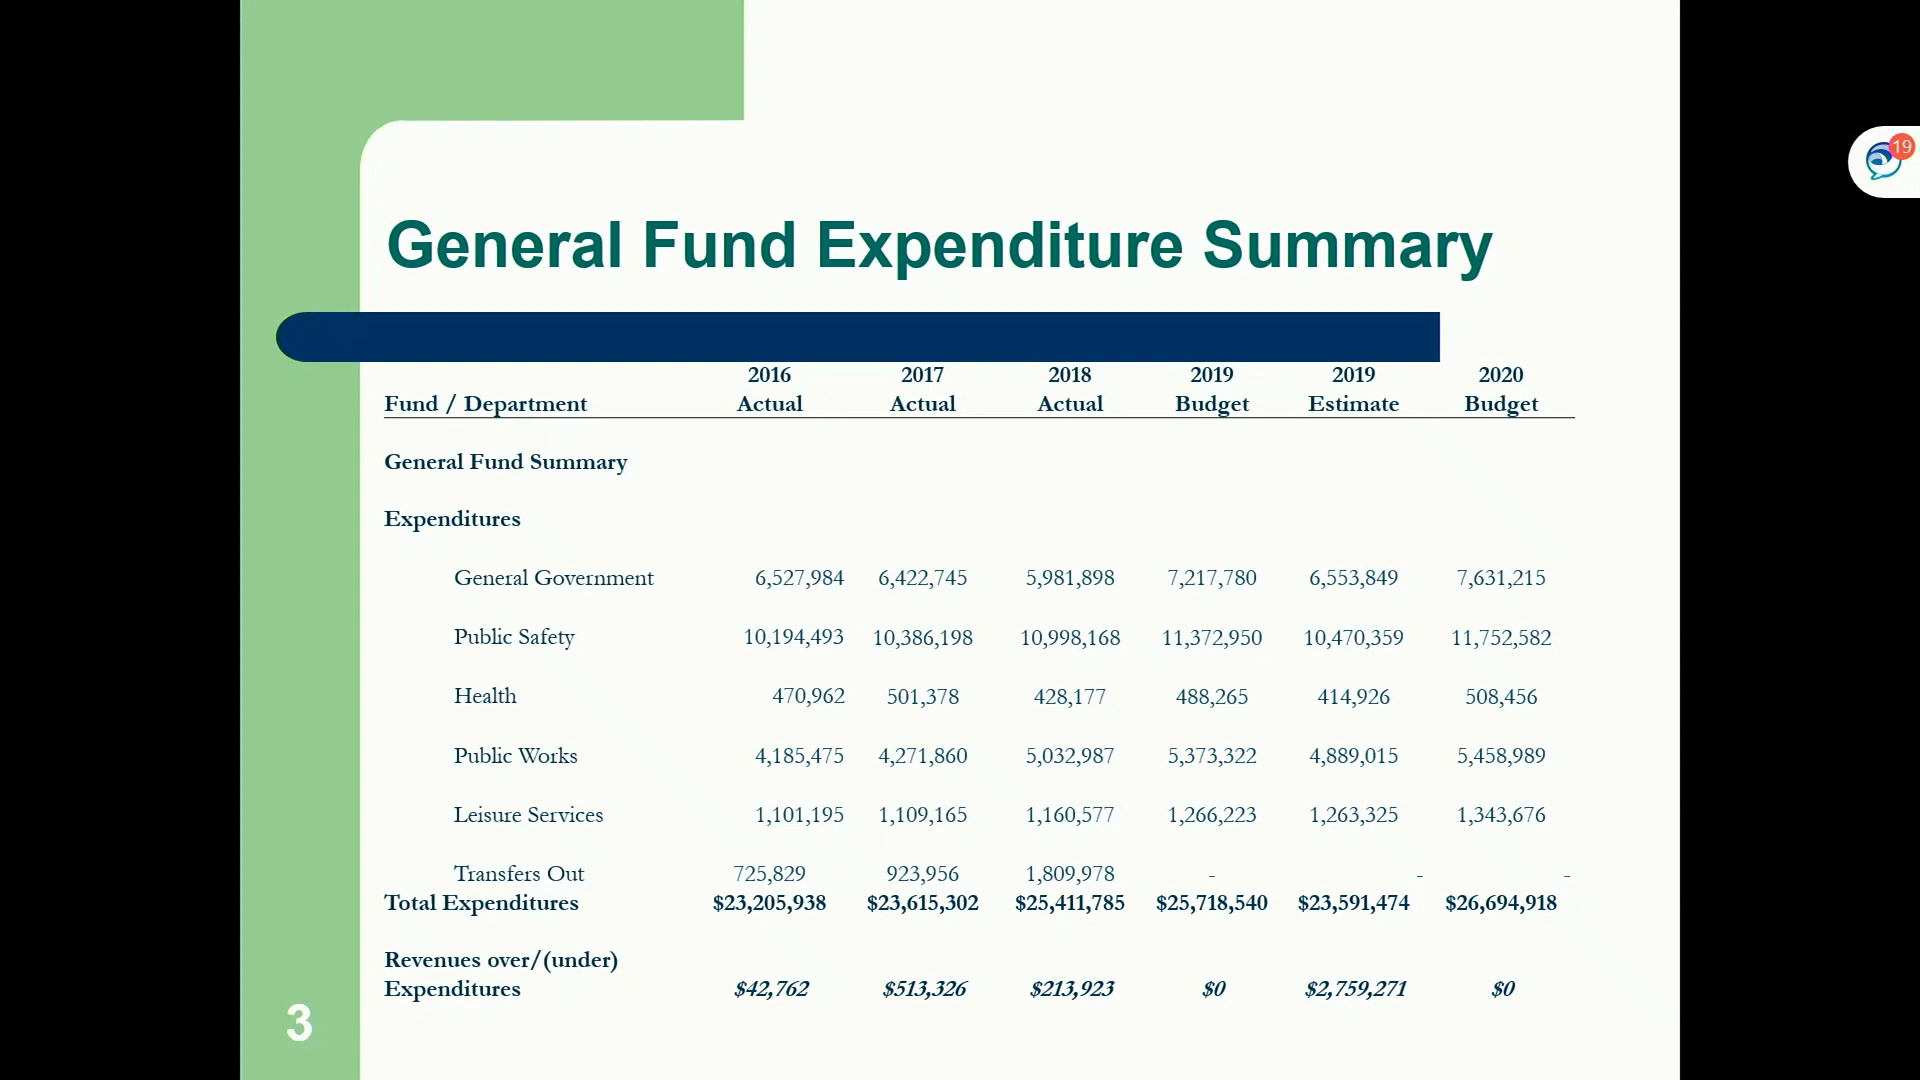 19
General Fund Expenditure Summary
2016 2017 2018 2019 2019 2020
Fund / Department Actual Actual Actual Budget Estimate Budget
General Fund Summary
Expenditures
General Government 6,527,984 6,422,745 5,981,898 7,217,780 6,553,849 7,631,215
Public Safety 10,194,493 10,386,198 10,998,168 11,372,950 10,470,359 11,752,582
Health 470,962 501,378 428,177 488,265 414,926 508,456
Public Works 4,185,475 4,271,860 5,032,987 5,373,322 4,889,015 5,458,989
Leisure Services 1,101,195 1,109,165 1,160,577 1,266,223 1,263,325 1,343,676
Transfers Out 725,829 923,956 1,809,978 - - -
Total Expenditures $23,205,938 $23,615,302 $25,411,785 $25,718,540 $23,591,474 $26,694,918
Revenues over/(under)
Expenditures $42,762 $513,326 $213,923 $0 $2,759,271 $0
3